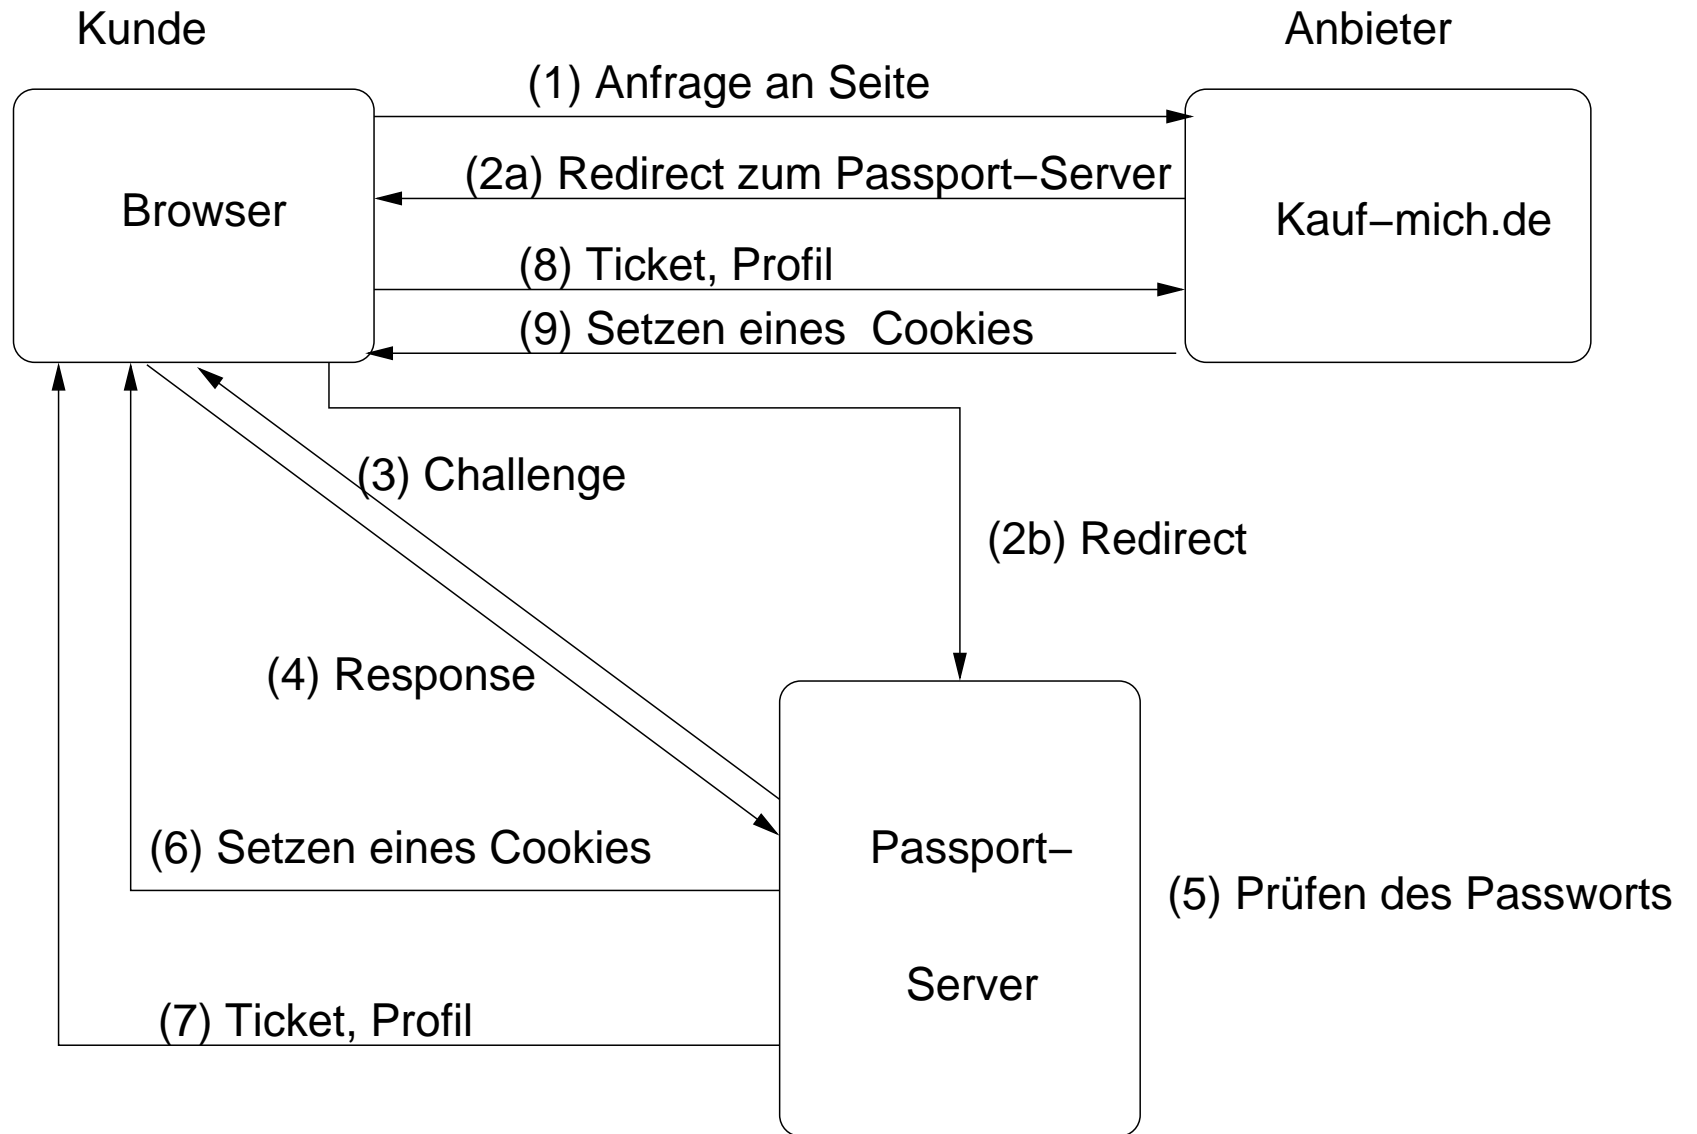 Kunde
Anbieter
(1) Anfrage an Seite
(2a) Redirect zum Passport–Server
Browser
Kauf–mich.de
(8) Ticket, Profil
(9) Setzen eines  Cookies
(3) Challenge
(2b) Redirect
(4) Response
(6) Setzen eines Cookies
Passport–
(5) Prüfen des Passworts
Server
(7) Ticket, Profil